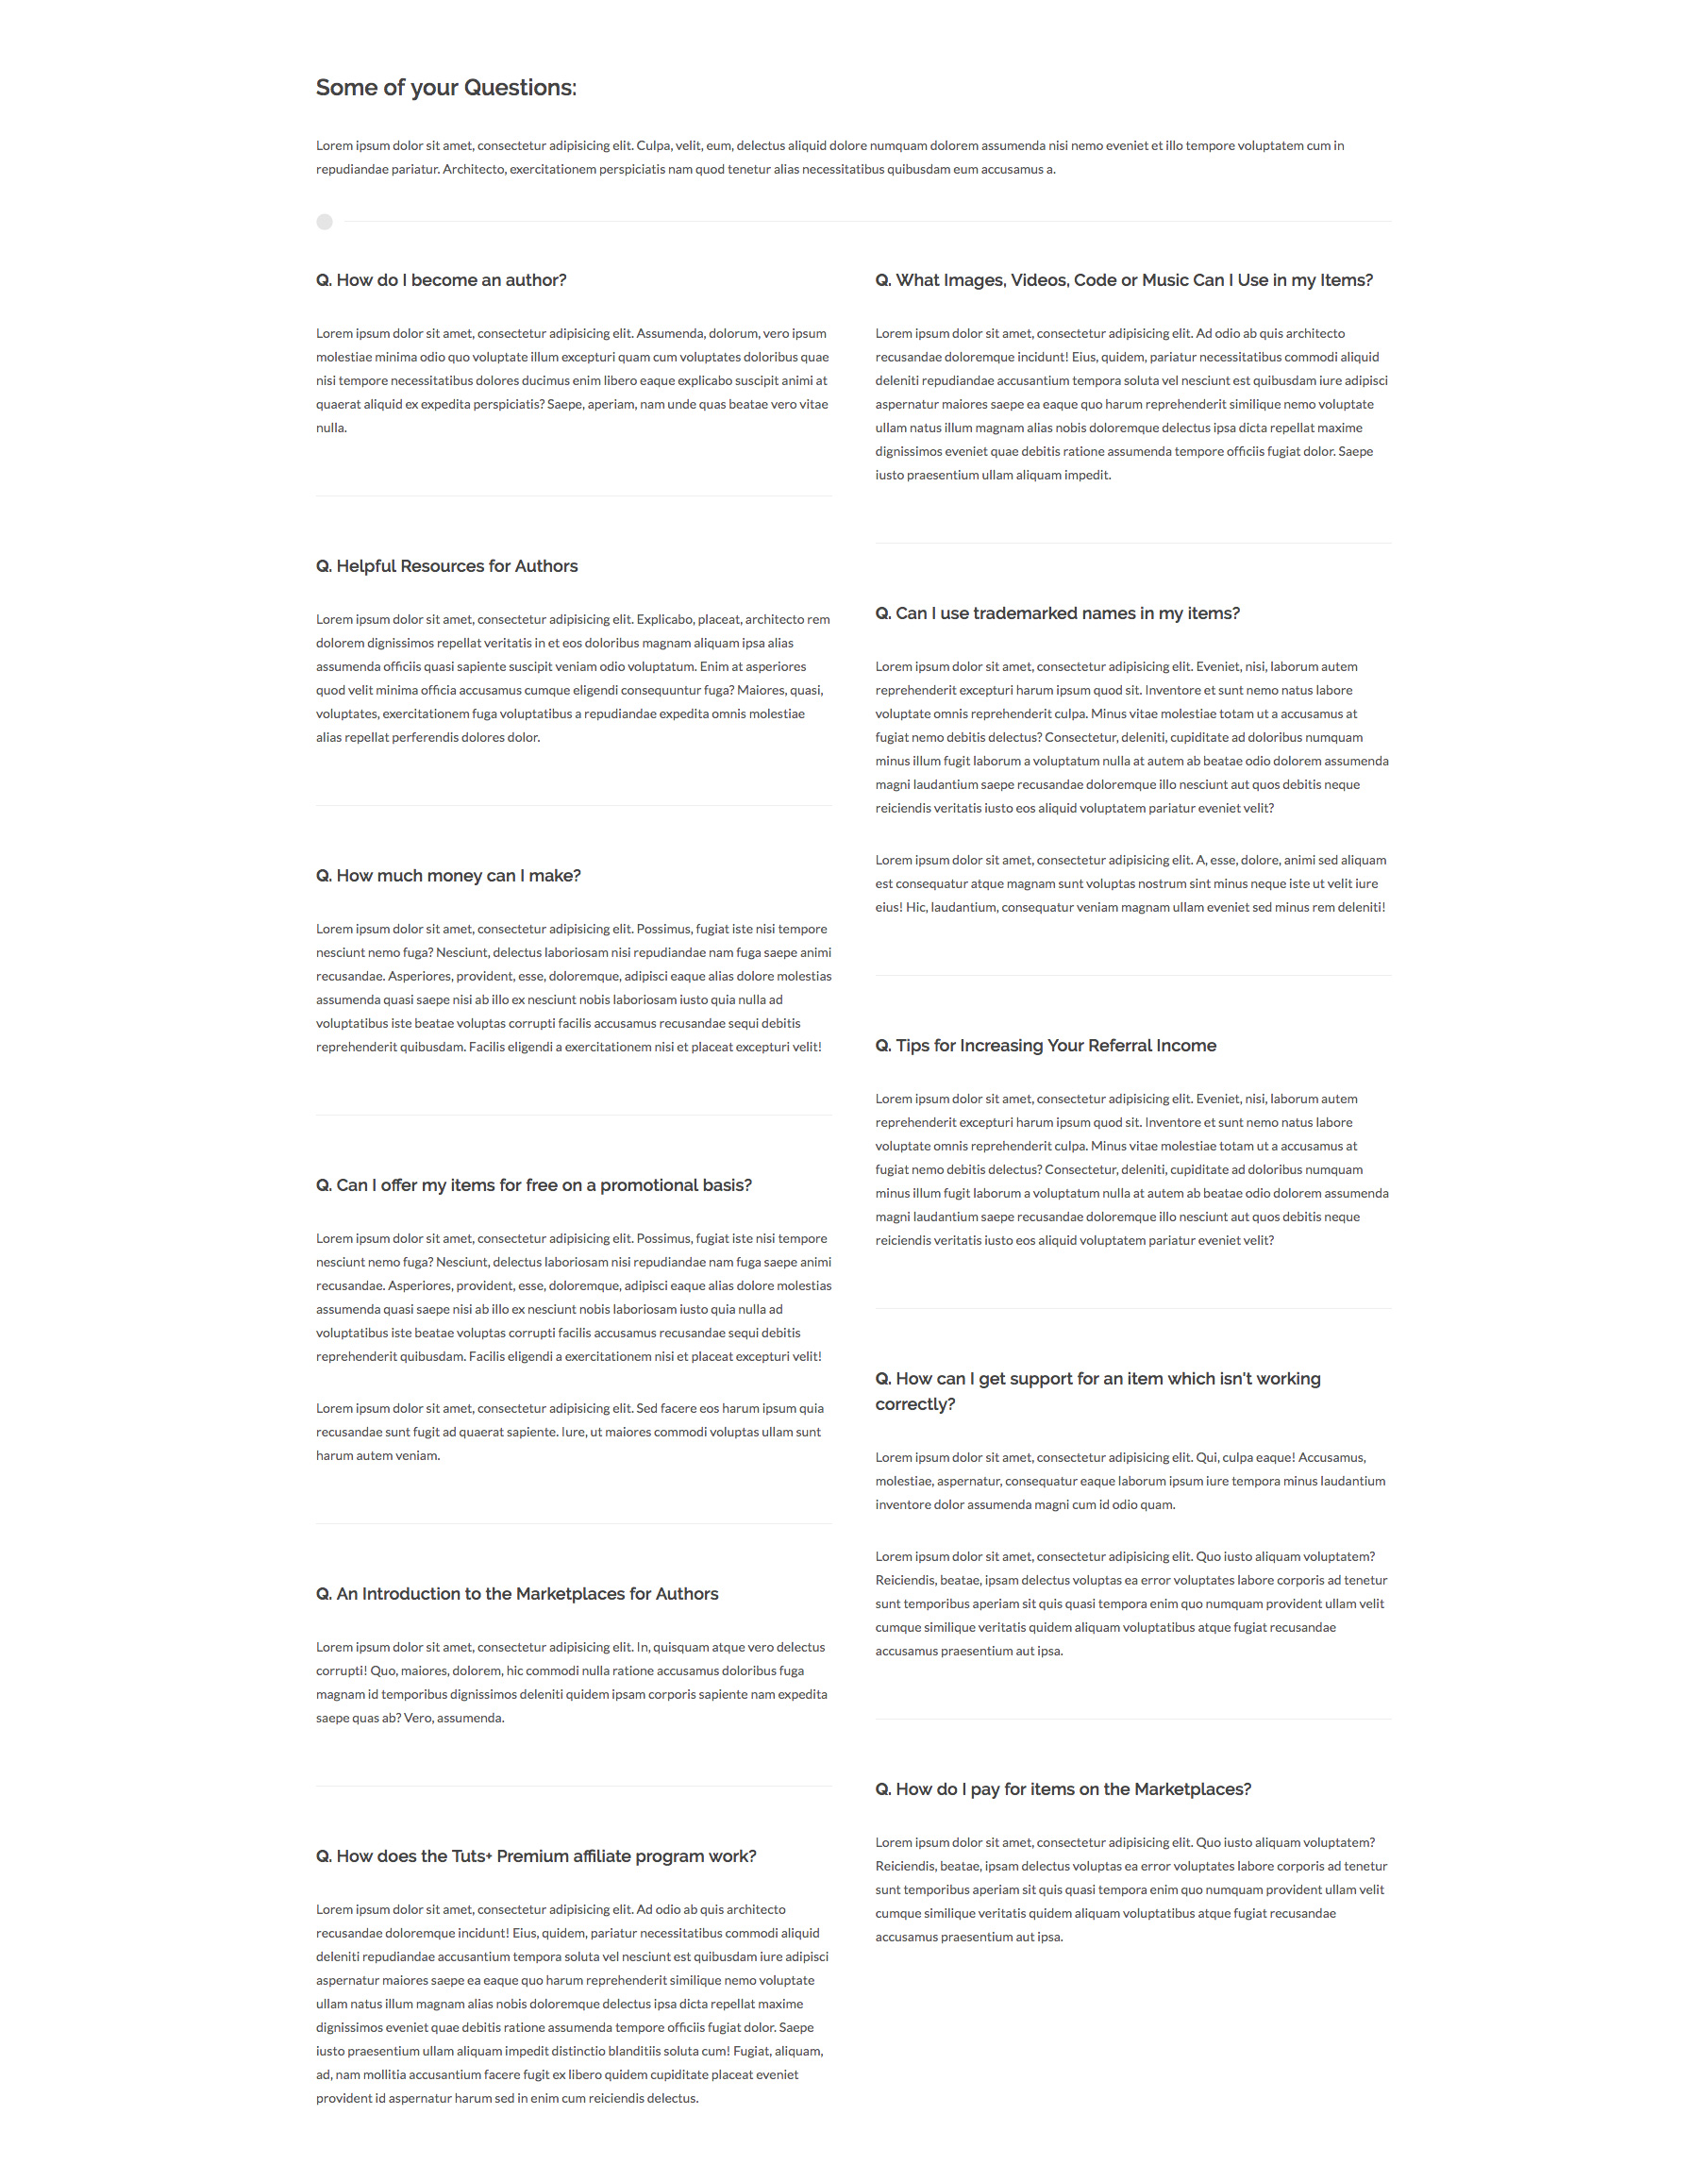 Some of your Questions:
Lorem ipsum dolor sit amet, consectetur adipisicing elit. Culpa, velit, eum, delectus aliquid dolore numquam dolorem assumenda nisi nemo eveniet et illo tempore voluptatem cum in
repudiandae pariatur. Architecto, exercitationem perspiciatis nam quod tenetur alias necessitatibus quibusdam eum accusamus a.
Q. How do I become an author?
Lorem ipsum dolor sit amet, consectetur adipisicing elit. Assumenda, dolorum, vero ipsum
molestiae minima odio quo voluptate illum excepturi quam cum voluptates doloribus quae
nisi tempore necessitatibus dolores ducimus enim libero eaque explicabo suscipit animi at
quaerat aliquid ex expedita perspiciatis? Saepe, aperiam, nam unde quas beatae vero vitae
nulla.
Q. Helpful Resources for Authors
Lorem ipsum dolor sit amet, consectetur adipisicing elit. Explicabo, placeat, architecto rem
dolorem dignissimos repellat veritatis in et eos doloribus magnam aliquam ipsa alias
assumenda officiis quasi sapiente suscipit veniam odio voluptatum. Enim at asperiores
quod velit minima officia accusamus cumque eligendi consequuntur fuga? Maiores, quasi,
voluptates, exercitationem fuga voluptatibus a repudiandae expedita omnis molestiae
alias repellat perferendis dolores dolor.
Q. How much money can I make?
Lorem ipsum dolor sit amet, consectetur adipisicing elit. Possimus, fugiat iste nisi tempore
nesciunt nemo fuga? Nesciunt, delectus laboriosam nisi repudiandae nam fuga saepe animi
recusandae. Asperiores, provident, esse, doloremque, adipisci eaque alias dolore molestias
assumenda quasi saepe nisi ab illo ex nesciunt nobis laboriosam iusto quia nulla ad
voluptatibus iste beatae voluptas corrupti facilis accusamus recusandae sequi debitis
reprehenderit quibusdam. Facilis eligendi a exercitationem nisi et placeat excepturi velit!
Q. Can I offer my items for free on a promotional basis?
Lorem ipsum dolor sit amet, consectetur adipisicing elit. Possimus, fugiat iste nisi tempore
nesciunt nemo fuga? Nesciunt, delectus laboriosam nisi repudiandae nam fuga saepe animi
recusandae. Asperiores, provident, esse, doloremque, adipisci eaque alias dolore molestias
assumenda quasi saepe nisi ab illo ex nesciunt nobis laboriosam iusto quia nulla ad
voluptatibus iste beatae voluptas corrupti facilis accusamus recusandae sequi debitis
reprehenderit quibusdam. Facilis eligendi a exercitationem nisi et placeat excepturi velit!
Lorem ipsum dolor sit amet, consectetur adipisicing elit. Sed facere eos harum ipsum quia
recusandae sunt fugit ad quaerat sapiente. Iure, ut maiores commodi voluptas ullam sunt
harum autem veniam.
Q. An Introduction to the Marketplaces for Authors
Lorem ipsum dolor sit amet, consectetur adipisicing elit. In, quisquam atque vero delectus
corrupti! Quo, maiores, dolorem, hic commodi nulla ratione accusamus doloribus fuga
magnam id temporibus dignissimos deleniti quidem ipsam corporis sapiente nam expedita
saepe quas ab? Vero, assumenda.
Q. How does the Tuts+ Premium affiliate program work?
Lorem ipsum dolor sit amet, consectetur adipisicing elit. Ad odio ab quis architecto
recusandae doloremque incidunt! Eius, quidem, pariatur necessitatibus commodi aliquid
deleniti repudiandae accusantium tempora soluta vel nesciunt est quibusdam iure adipisci
aspernatur maiores saepe ea eaque quo harum reprehenderit similique nemo voluptate
ullam natus illum magnam alias nobis doloremque delectus ipsa dicta repellat maxime
dignissimos eveniet quae debitis ratione assumenda tempore officiis fugiat dolor. Saepe
iusto praesentium ullam aliquam impedit distinctio blanditiis soluta cum! Fugiat, aliquam,
ad, nam mollitia accusantium facere fugit ex libero quidem cupiditate placeat eveniet
provident id aspernatur harum sed in enim cum reiciendis delectus.
Q. What Images, Videos, Code or Music Can I Use in my Items?
Lorem ipsum dolor sit amet, consectetur adipisicing elit. Ad odio ab quis architecto
recusandae doloremque incidunt! Eius, quidem, pariatur necessitatibus commodi aliquid
deleniti repudiandae accusantium tempora soluta vel nesciunt est quibusdam iure adipisci
aspernatur maiores saepe ea eaque quo harum reprehenderit similique nemo voluptate
ullam natus illum magnam alias nobis doloremque delectus ipsa dicta repellat maxime
dignissimos eveniet quae debitis ratione assumenda tempore officiis fugiat dolor. Saepe
iusto praesentium ullam aliquam impedit.
Q. Can I use trademarked names in my items?
Lorem ipsum dolor sit amet, consectetur adipisicing elit. Eveniet, nisi, laborum autem
reprehenderit excepturi harum ipsum quod sit. Inventore et sunt nemo natus labore
voluptate omnis reprehenderit culpa. Minus vitae molestiae totam ut a accusamus at
fugiat nemo debitis delectus? Consectetur, deleniti, cupiditate ad doloribus numquam
minus illum fugit laborum a voluptatum nulla at autem ab beatae odio dolorem assumenda
magni laudantium saepe recusandae doloremque illo nesciunt aut quos debitis neque
reiciendis veritatis iusto eos aliquid voluptatem pariatur eveniet velit?
Lorem ipsum dolor sit amet, consectetur adipisicing elit. A, esse, dolore, animi sed aliquam
est consequatur atque magnam sunt voluptas nostrum sint minus neque iste ut velit iure
eius! Hic, laudantium, consequatur veniam magnam ullam eveniet sed minus rem deleniti!
Q. Tips for Increasing Your Referral Income
Lorem ipsum dolor sit amet, consectetur adipisicing elit. Eveniet, nisi, laborum autem
reprehenderit excepturi harum ipsum quod sit. Inventore et sunt nemo natus labore
voluptate omnis reprehenderit culpa. Minus vitae molestiae totam ut a accusamus at
fugiat nemo debitis delectus? Consectetur, deleniti, cupiditate ad doloribus numquam
minus illum fugit laborum a voluptatum nulla at autem ab beatae odio dolorem assumenda
magni laudantium saepe recusandae doloremque illo nesciunt aut quos debitis neque
reiciendis veritatis iusto eos aliquid voluptatem pariatur eveniet velit?
Q. How can I get support for an item which isn't working
correctly?
Lorem ipsum dolor sit amet, consectetur adipisicing elit. Qui, culpa eaque! Accusamus,
molestiae, aspernatur, consequatur eaque laborum ipsum iure tempora minus laudantium
inventore dolor assumenda magni cum id odio quam.
Lorem ipsum dolor sit amet, consectetur adipisicing elit. Quo iusto aliquam voluptatem?
Reiciendis, beatae, ipsam delectus voluptas ea error voluptates labore corporis ad tenetur
sunt temporibus aperiam sit quis quasi tempora enim quo numquam provident ullam velit
cumque similique veritatis quidem aliquam voluptatibus atque fugiat recusandae
accusamus praesentium aut ipsa.
Q. How do I pay for items on the Marketplaces?
Lorem ipsum dolor sit amet, consectetur adipisicing elit. Quo iusto aliquam voluptatem?
Reiciendis, beatae, ipsam delectus voluptas ea error voluptates labore corporis ad tenetur
sunt temporibus aperiam sit quis quasi tempora enim quo numquam provident ullam velit
cumque similique veritatis quidem aliquam voluptatibus atque fugiat recusandae
accusamus praesentium aut ipsa.